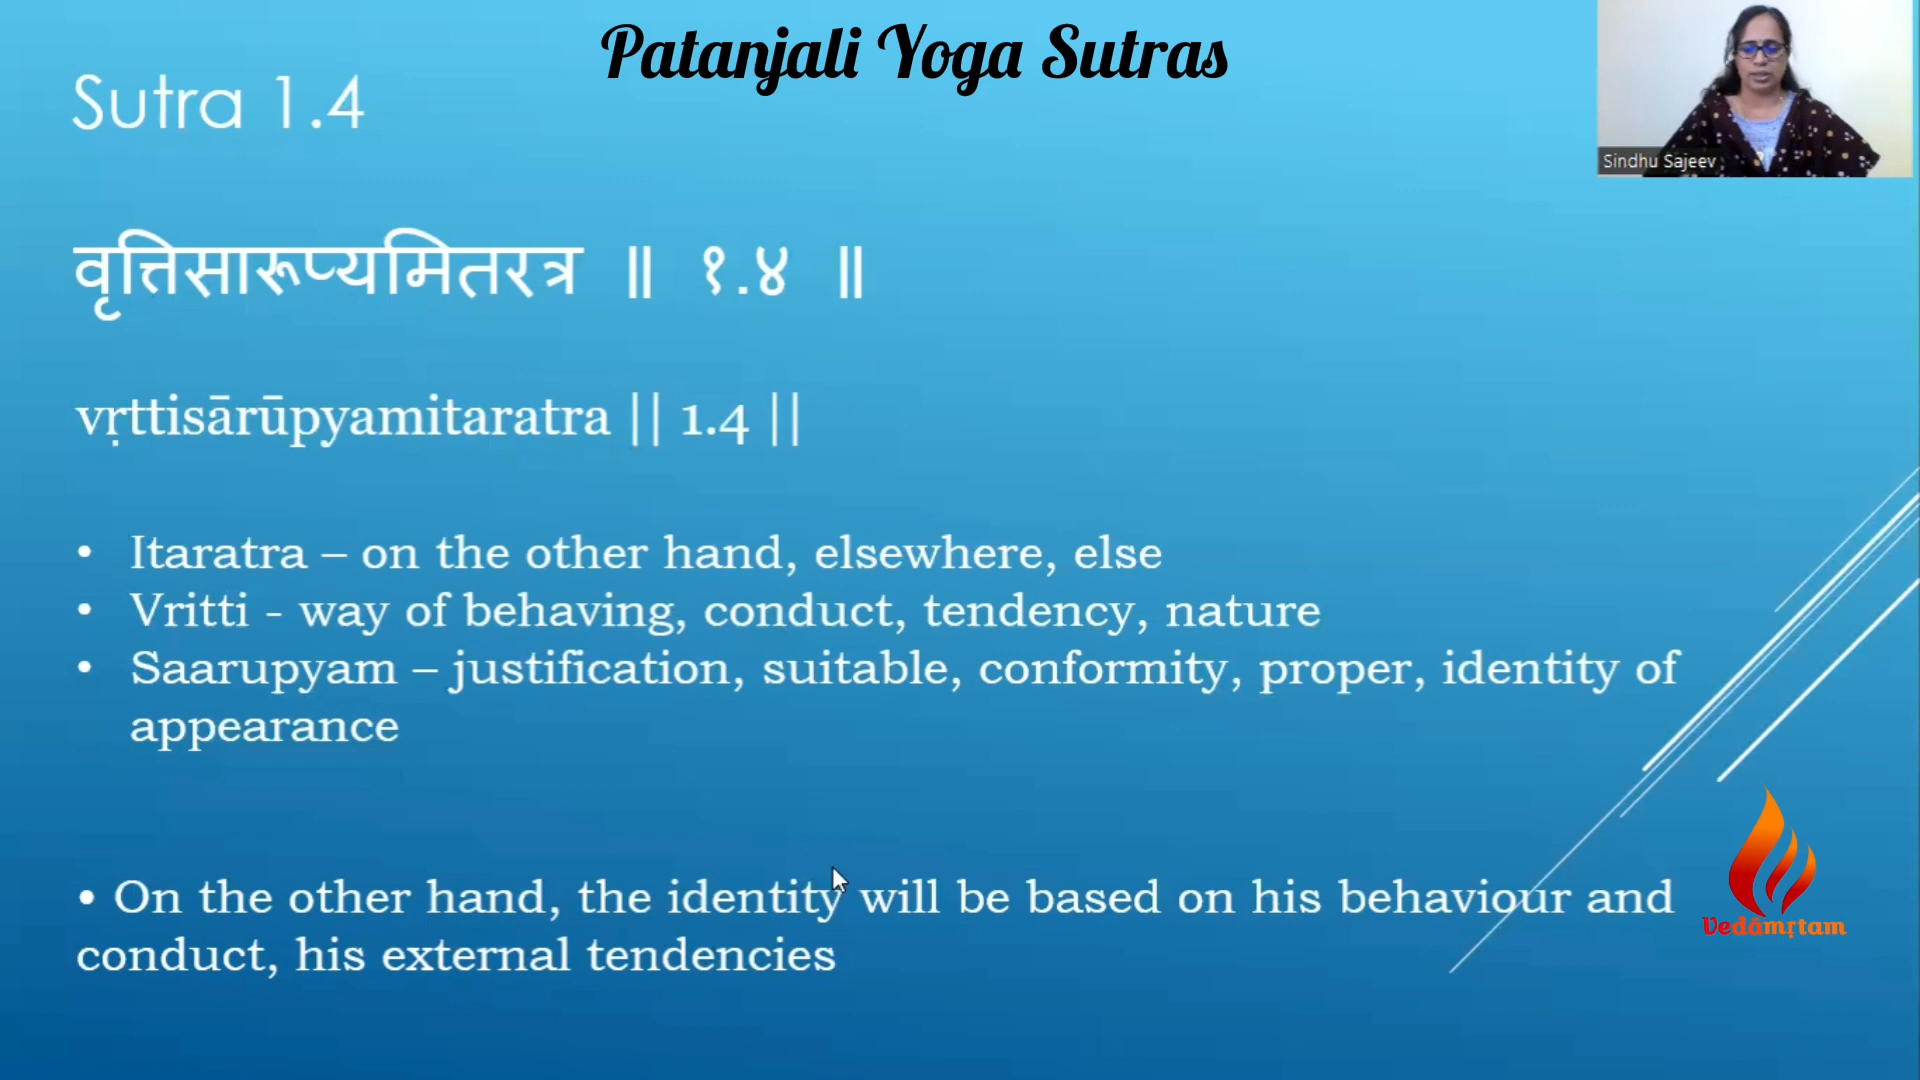 Patanjali Yoga Sutras
Sutra 1.4
Sindhu Sajeev
वृत्तिसारूप्यमितरत्र ॥ १.४ ॥
vṛttisārūpyamitaratra || 1.4 ||
• Itaratra – on the other hand, elsewhere, else
• Vritti - way of behaving, conduct, tendency, nature
• Saarupyam – justification, suitable, conformity, proper, identity of
appearance
• On the other hand, the identity will be based on his behaviour and
conduct, his external tendencies
Vedāmṛtam